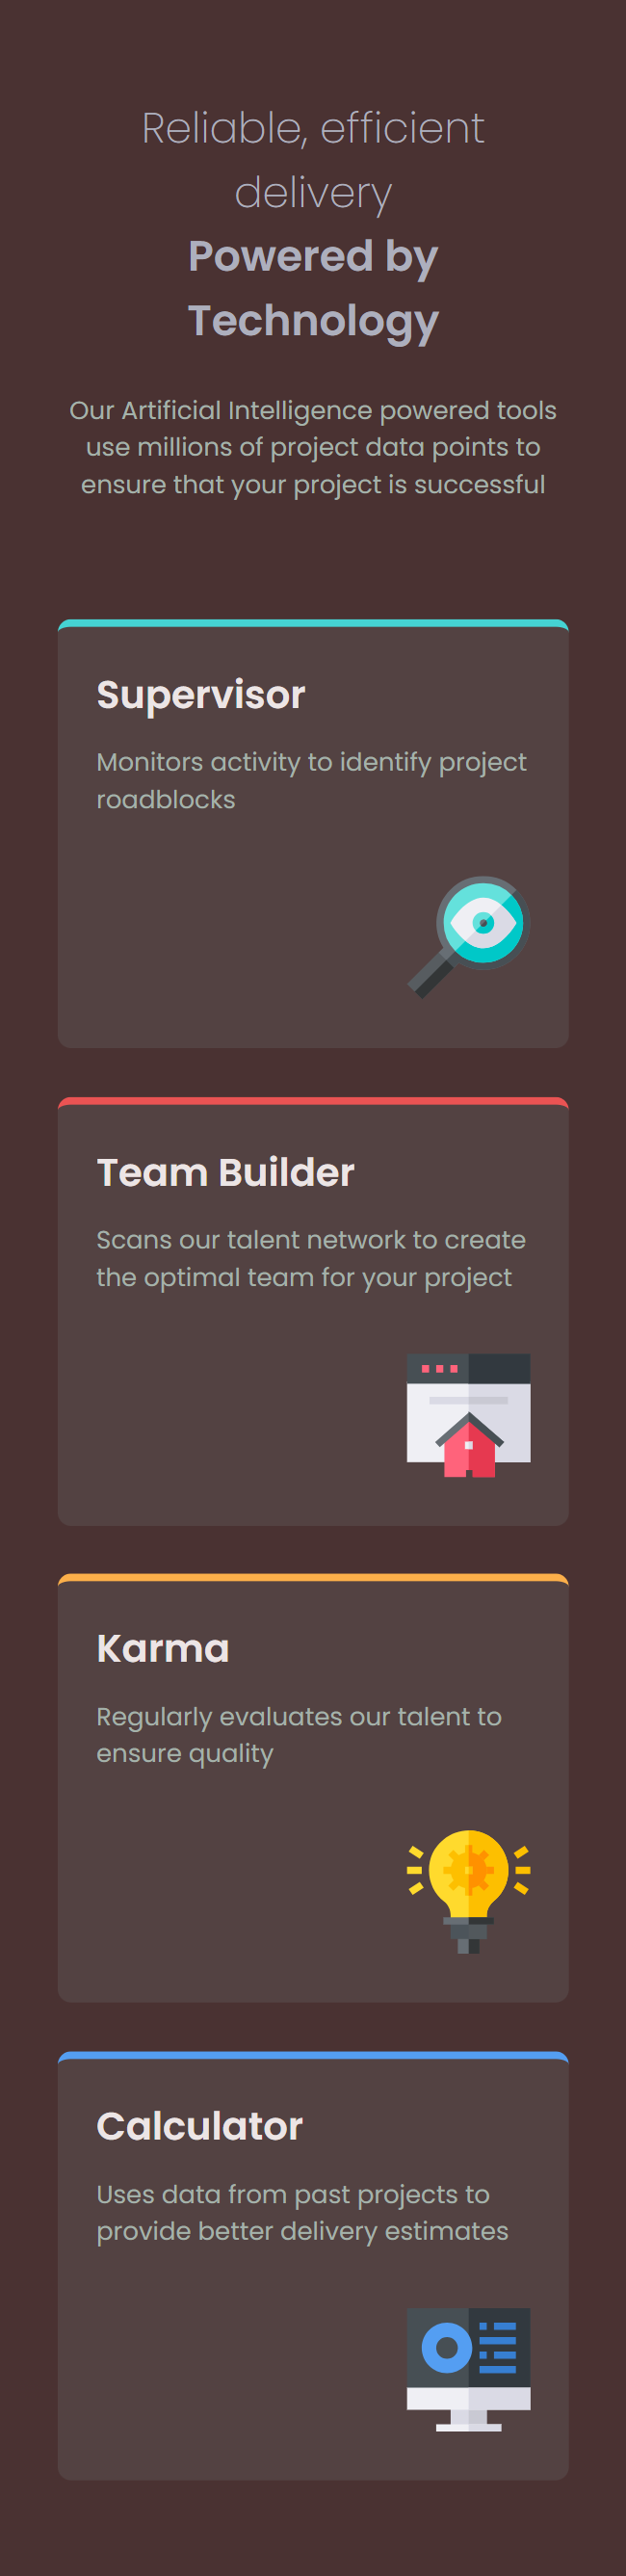 Reliable, efficient
delivery
Powered by
Technology
Our Artificial Intelligence powered tools
use millions of project data points to
ensure that your project is successful
Supervisor
Monitors activity to identify project
roadblocks
Team Builder
Scans our talent network to create
the optimal team for your project
Karma
Regularly evaluates our talent to
ensure quality
Calculator
Uses data from past projects to
provide better delivery estimates